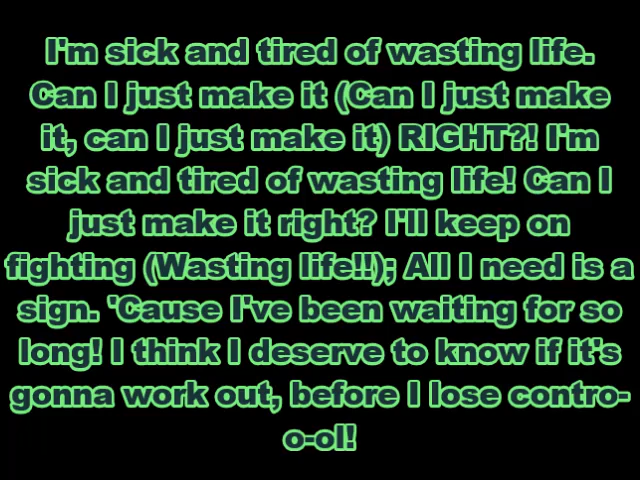 I'm sick and tired of wasting life.
Can I just make it (Can I just make
it, can I just make it) RIGHT?! I'm
sick and tired of wasting life! Can I
just make it right? I'll keep on
fighting (Wasting life!!); All I need is a
sign. 'Cause I've been waiting for so
long! I think I deserve to know if it's
gonna work out, before I lose contro-
o-ol!